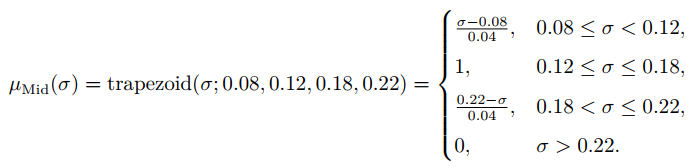 μ_Mid(σ) = trapezoid(σ; 0.08, 0.12, 0.18, 0.22) = { (σ−0.08)/0.04, 0.08 ≤ σ < 0.12,
1, 0.12 ≤ σ ≤ 0.18,
(0.22−σ)/0.04, 0.18 < σ ≤ 0.22,
0, σ > 0.22.